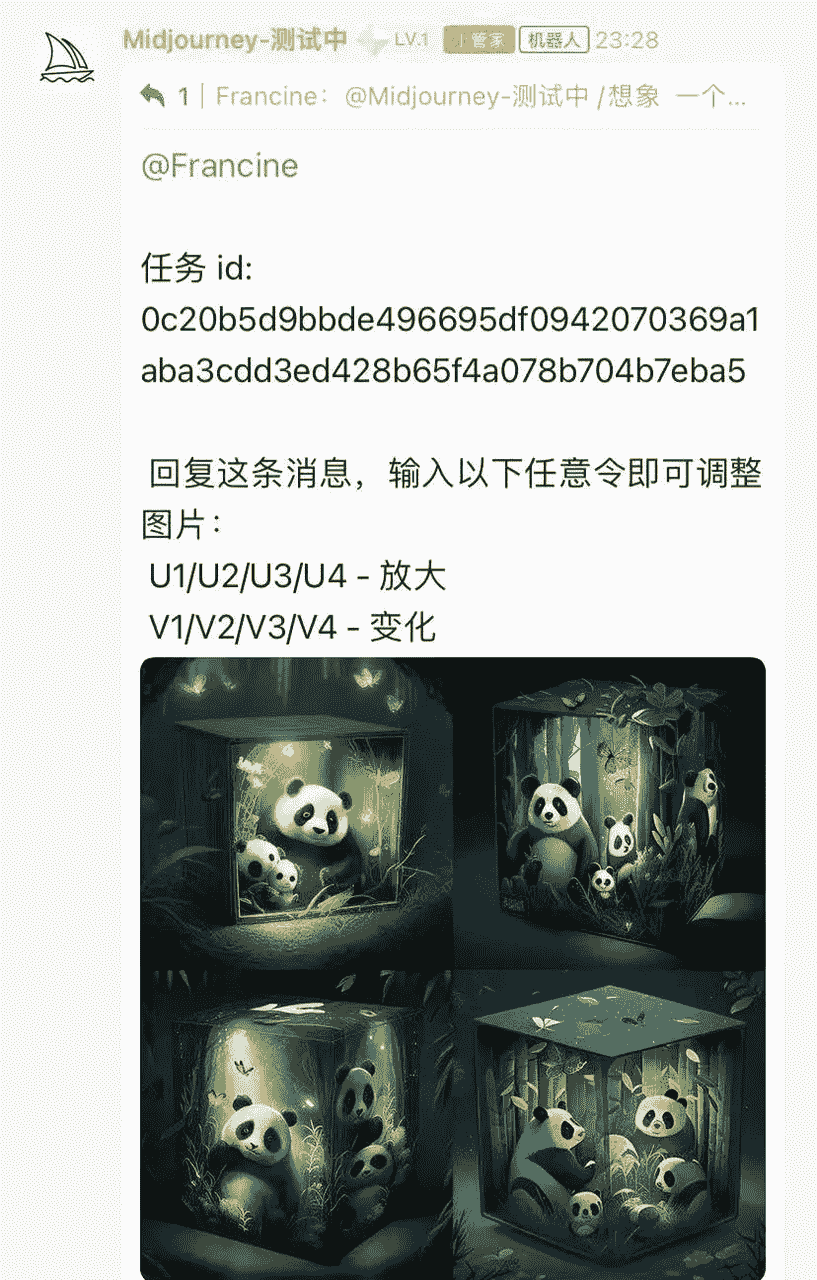 Midjourney-测试中 LV.1 小管家 机器人 23:28
1 | Francine: @Midjourney-测试中 /想象 一个...
@Francine
任务 id:
0c20b5d9bbde496695df0942070369a1
aba3cdd3ed428b65f4a078b704b7eba5
回复这条消息，输入以下任意令即可调整
图片：
U1/U2/U3/U4 - 放大
V1/V2/V3/V4 - 变化